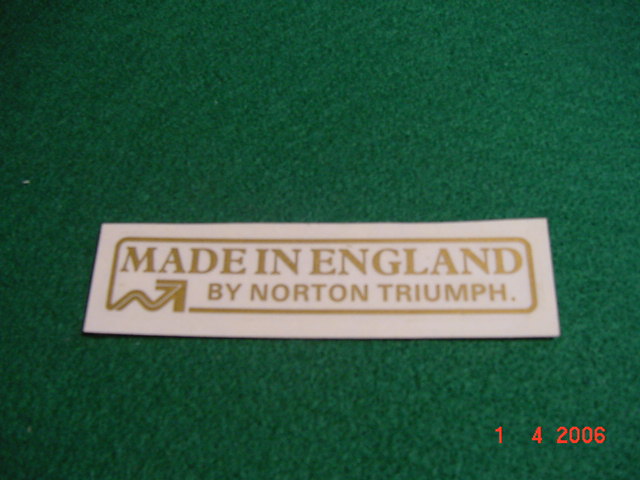 MADE IN ENGLAND
BY NORTON TRIUMPH.
1 4 2006